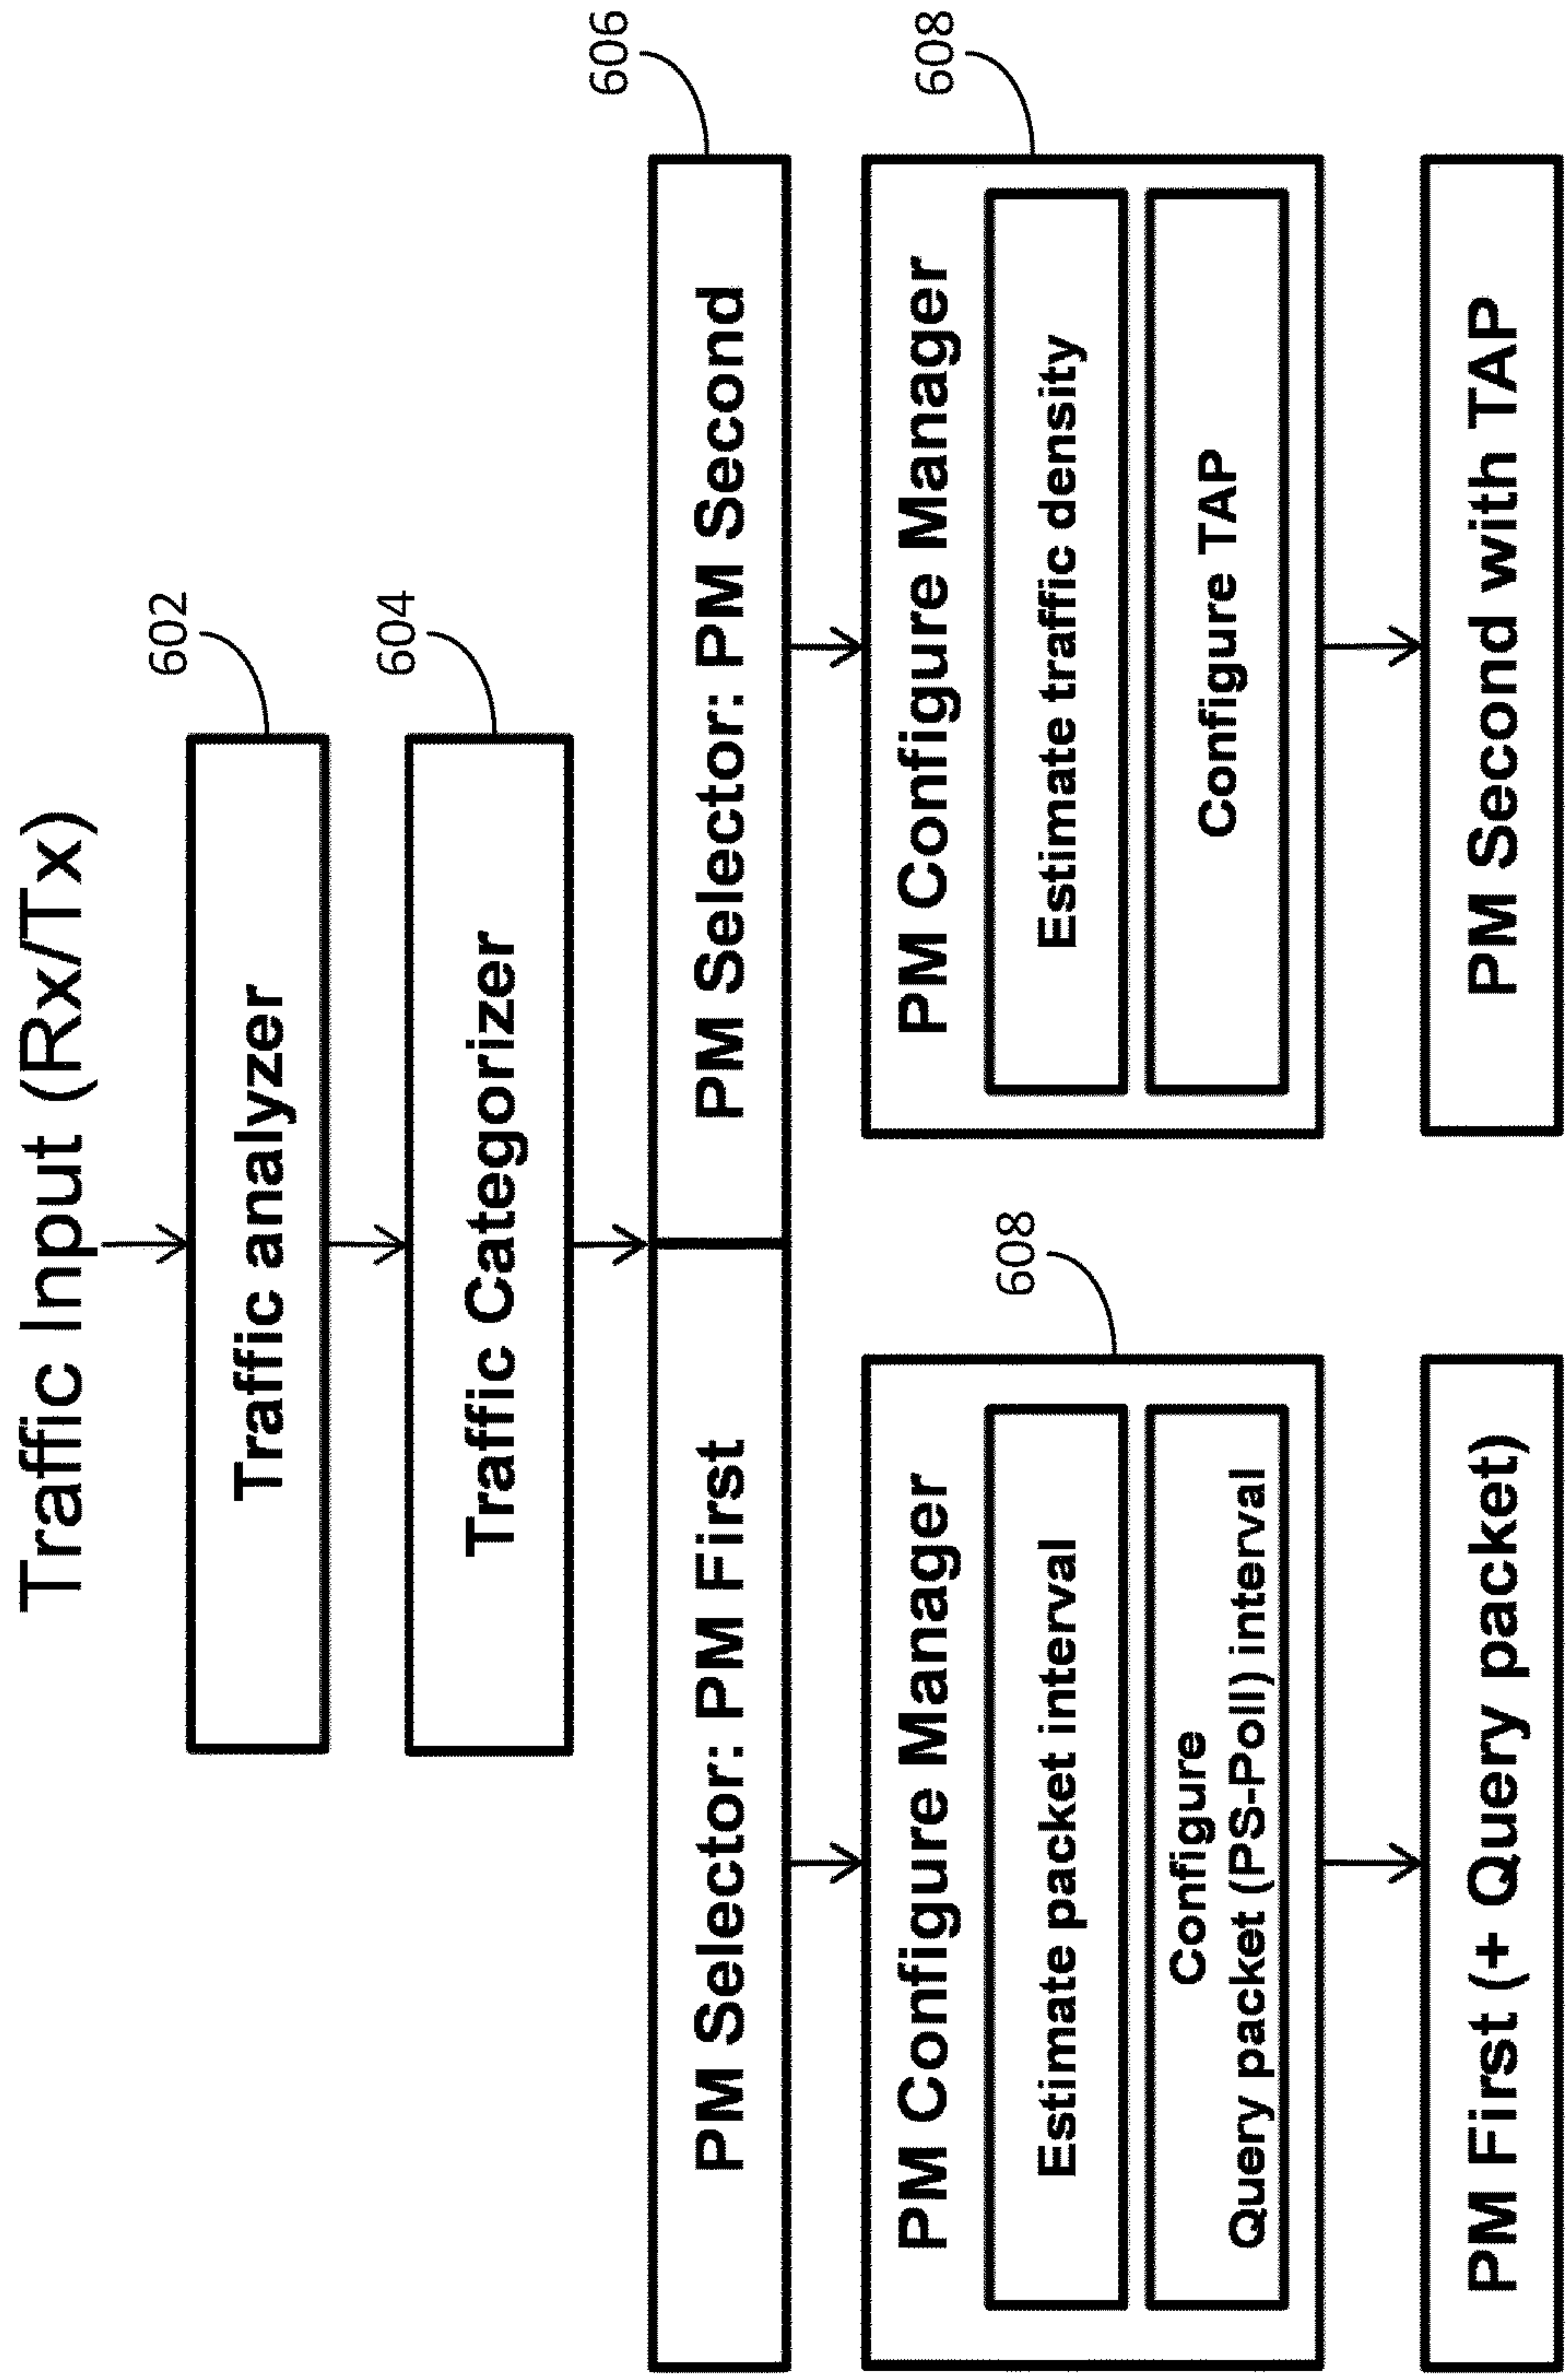 Traffic Input (Rx/Tx)
602
Traffic analyzer
604
Traffic Categorizer
606
PM Selector: PM First
PM Selector: PM Second
608
PM Configure Manager
Estimate packet interval
Configure
Query packet (PS-Poll) interval
PM First (+ Query packet)
608
PM Configure Manager
Estimate traffic density
Configure TAP
PM Second with TAP